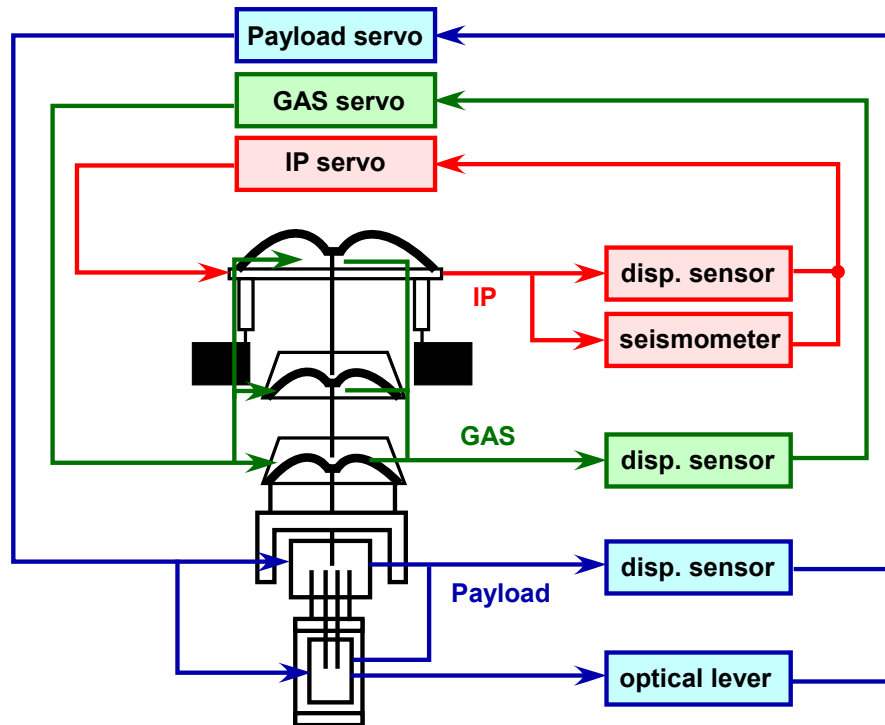 Payload servo
GAS servo
IP servo
IP
disp. sensor
seismometer
GAS
disp. sensor
Payload
disp. sensor
optical lever